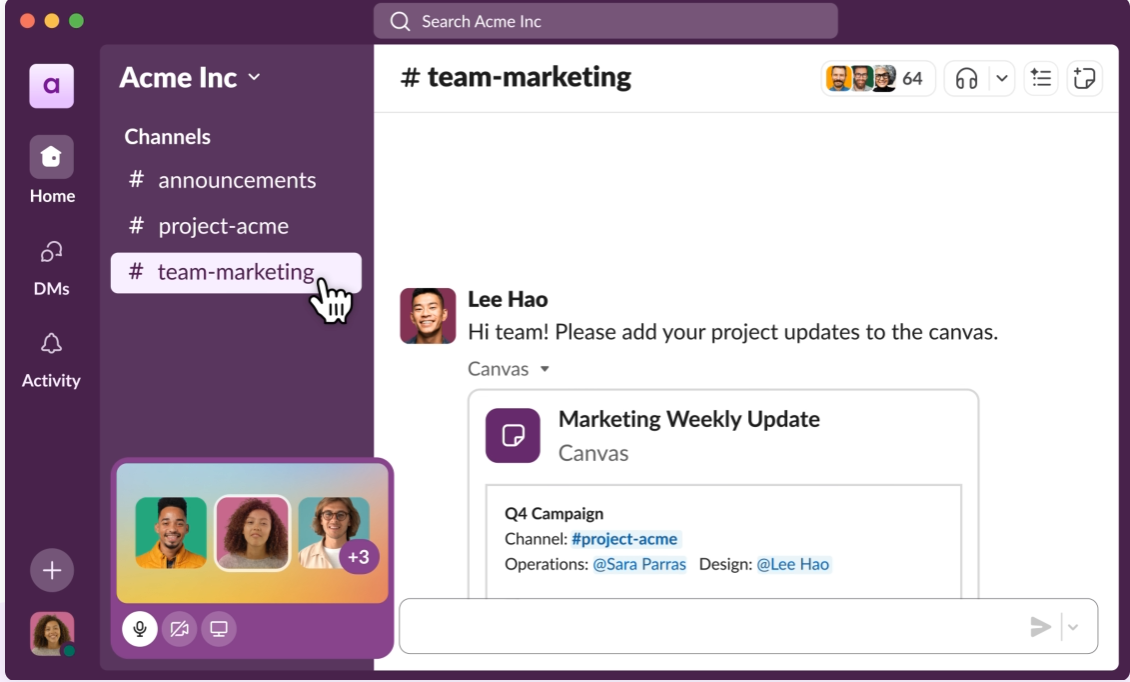 Search Acme Inc
a
Home
DMs
Activity
Acme Inc
Channels
# announcements
# project-acme
# team-marketing
+3
# team-marketing
64
Lee Hao
Hi team! Please add your project updates to the canvas.
Canvas
Marketing Weekly Update
Canvas
Q4 Campaign
Channel: #project-acme
Operations: @Sara Parras Design: @Lee Hao